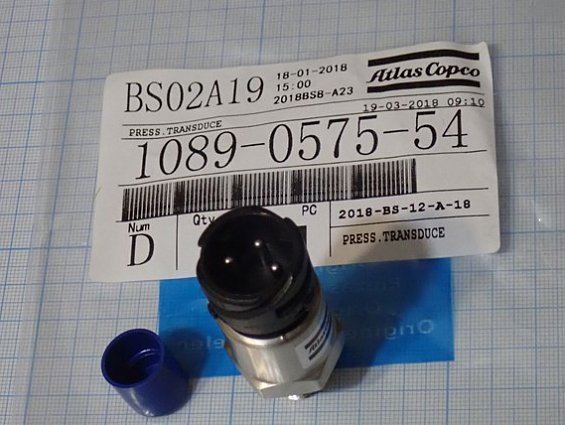 BS02A19
18-01-2018
15:00
2018BS8-A23
Atlas Copco
19-03-2018 09:10
PRESS.TRANSDUCE
1089-0575-54
Num
D
Qty
PC
2018-BS-12-A-18
PRESS.TRANSDUCE